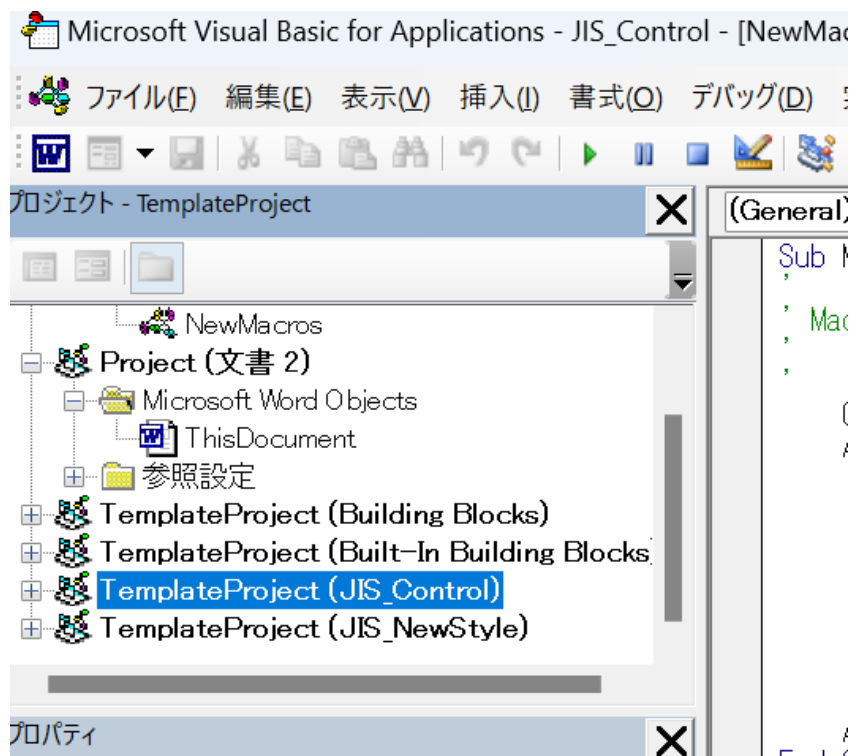 Microsoft Visual Basic for Applications - JIS_Control - [NewMac
ファイル(F) 編集(E) 表示(V) 挿入(I) 書式(O) デバッグ(D)
プロジェクト - TemplateProject
(General)
Sub M
' Mac
NewMacros
Project (文書 2)
Microsoft Word Objects
ThisDocument
参照設定
TemplateProject (Building Blocks)
TemplateProject (Built-In Building Blocks)
TemplateProject (JIS_Control)
TemplateProject (JIS_NewStyle)
プロパティ